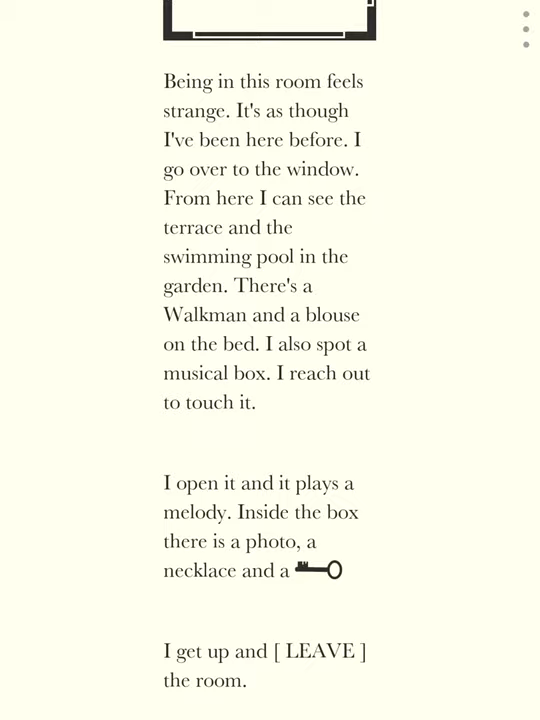 Being in this room feels
strange. It's as though
I've been here before. I
go over to the window.
From here I can see the
terrace and the
swimming pool in the
garden. There's a
Walkman and a blouse
on the bed. I also spot a
musical box. I reach out
to touch it.
I open it and it plays a
melody. Inside the box
there is a photo, a
necklace and a
I get up and [ LEAVE ]
the room.